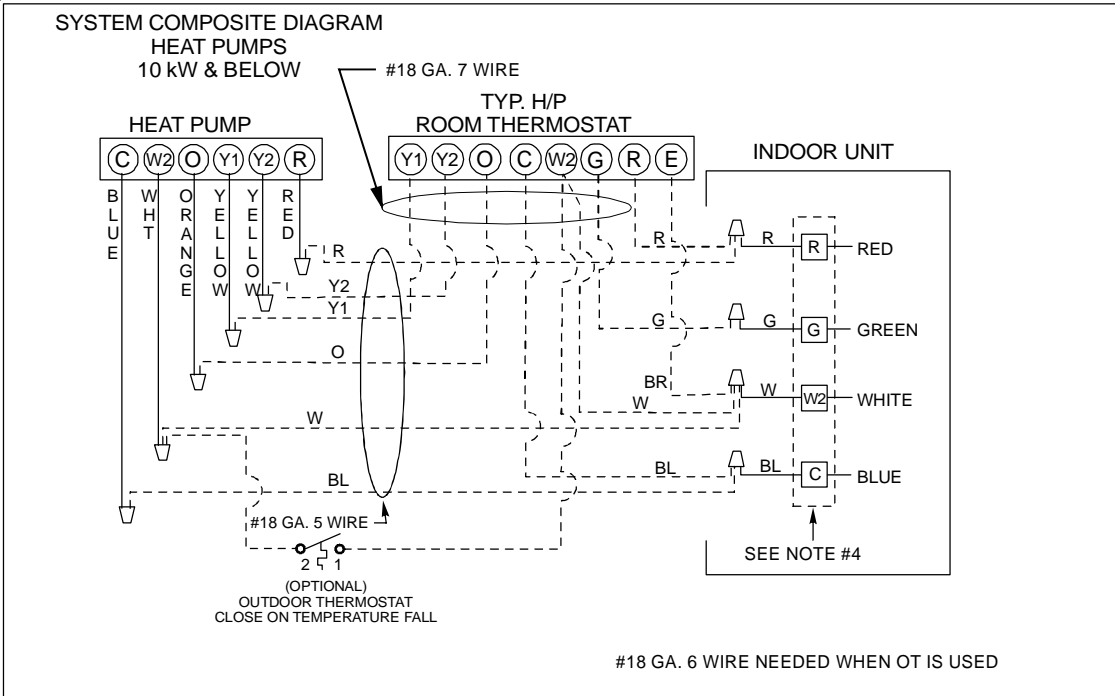 SYSTEM COMPOSITE DIAGRAM
HEAT PUMPS
10 kW & BELOW
#18 GA. 7 WIRE
TYP. H/P
ROOM THERMOSTAT
HEAT PUMP
INDOOR UNIT
C W2 O Y1 Y2 R
Y1 Y2 O C W2 G R E
BLUE
WHT
ORANGE
YELLOW
YELLOW
RED
R
R
R
R
RED
Y2
Y1
G
G
G
GREEN
O
BR
W
W
W2
WHITE
W
BL
BL
C
BLUE
BL
#18 GA. 5 WIRE
2 1
(OPTIONAL)
OUTDOOR THERMOSTAT
CLOSE ON TEMPERATURE FALL
SEE NOTE #4
#18 GA. 6 WIRE NEEDED WHEN OT IS USED